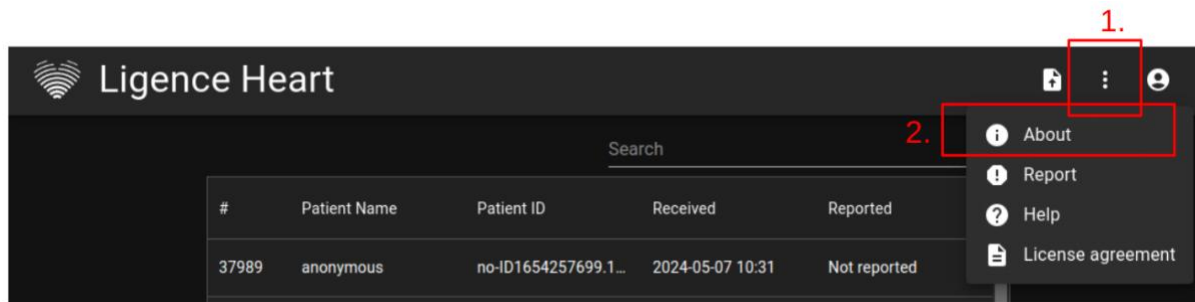 1.
Ligence Heart
2.
About
Search
Report
# Patient Name Patient ID Received Reported
Help
37989 anonymous no-ID1654257699.1... 2024-05-07 10:31 Not reported
License agreement